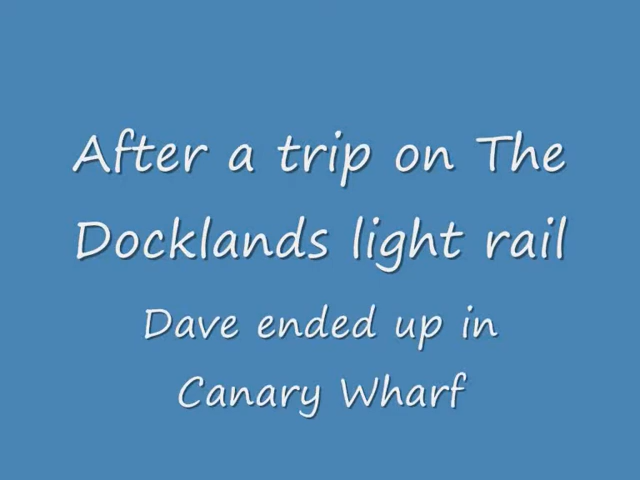 After a trip on The
Docklands light rail
Dave ended up in
Canary Wharf